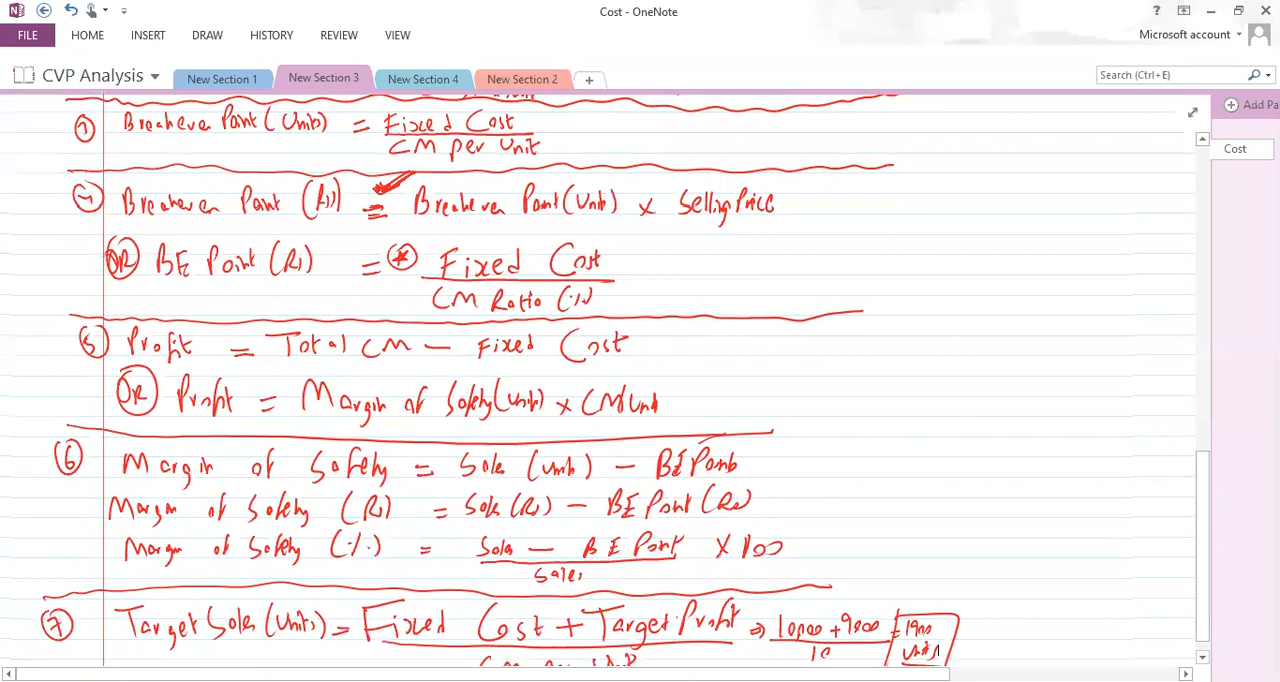 Cost - OneNote
Microsoft account
FILE HOME INSERT DRAW HISTORY REVIEW VIEW
CVP Analysis New Section 1 New Section 3 New Section 4 New Section 2
Search (Ctrl+E)
Add Pa
Cost
③ Breakeven Point (Units) = Fixed Cost
CM per Unit
④ Breakeven Point (Rs) = Breakeven Point (Unit) × Selling Price
OR BE Point (Rs) = * Fixed Cost
CM Ratio (%)
⑤ Profit = Total CM - Fixed Cost
OR Profit = Margin of Safety (Unit) × CM/Unit
⑥ Margin of Safety = Sales (Unit) - BE Point
Margin of Safety (Rs) = Sales (Rs) - BE Point (Rs)
Margin of Safety (%) = Sales - BE Point × 100
Sales
⑦ Target Sales (Units) = Fixed Cost + Target Profit ⇒ 10000 + 9000 = 1900
10 Units